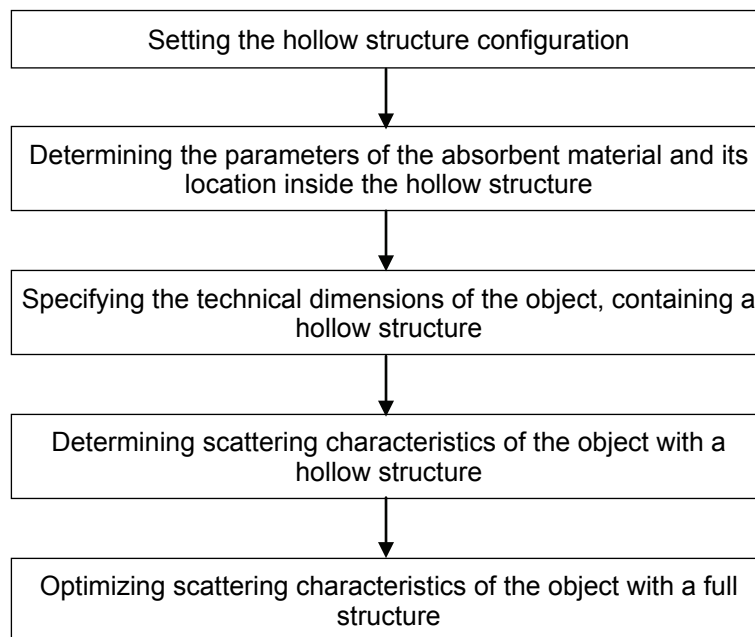 Setting the hollow structure configuration
Determining the parameters of the absorbent material and its
location inside the hollow structure
Specifying the technical dimensions of the object, containing a
hollow structure
Determining scattering characteristics of the object with a
hollow structure
Optimizing scattering characteristics of the object with a full
structure